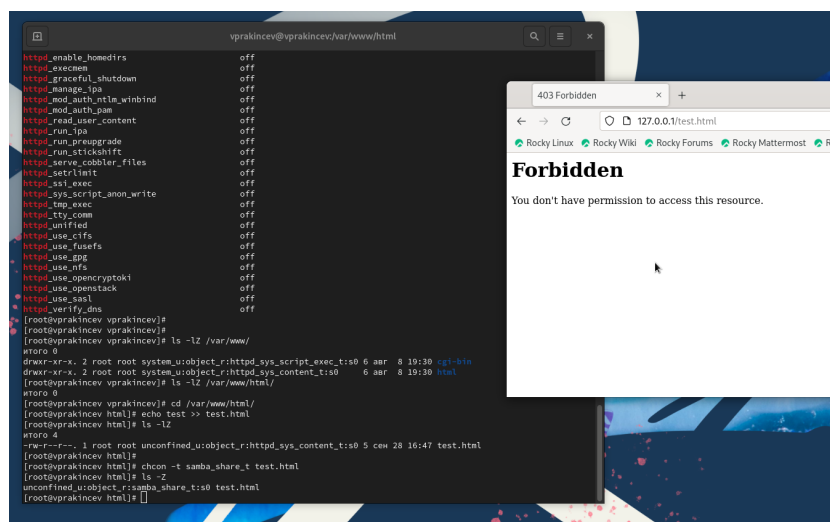 vprakincev@vprakincev:/var/www/html
httpd_enable_homedirs off
httpd_execmem off
httpd_graceful_shutdown off
httpd_manage_ipa off
httpd_mod_auth_ntlm_winbind off
httpd_mod_auth_pam off
httpd_read_user_content off
httpd_run_ipa off
httpd_run_preupgrade off
httpd_run_stickshift off
httpd_serve_cobbler_files off
httpd_setrlimit off
httpd_ssi_exec off
httpd_sys_script_anon_write off
httpd_tmp_exec off
httpd_tty_comm off
httpd_unified off
httpd_use_cifs off
httpd_use_fusefs off
httpd_use_gpg off
httpd_use_nfs off
httpd_use_opencryptoki off
httpd_use_openstack off
httpd_use_sasl off
httpd_verify_dns off
[root@vprakincev vprakincev]#
[root@vprakincev vprakincev]#
[root@vprakincev vprakincev]# ls -lZ /var/www/
итого 0
drwxr-xr-x. 2 root root system_u:object_r:httpd_sys_script_exec_t:s0 6 авг 8 19:30 cgi-bin
drwxr-xr-x. 2 root root system_u:object_r:httpd_sys_content_t:s0 6 авг 8 19:30 html
[root@vprakincev vprakincev]# ls -lZ /var/www/html/
итого 0
[root@vprakincev vprakincev]# cd /var/www/html/
[root@vprakincev html]# echo test >> test.html
[root@vprakincev html]# ls -lZ
итого 4
-rw-r--r--. 1 root root unconfined_u:object_r:httpd_sys_content_t:s0 5 сен 28 16:47 test.html
[root@vprakincev html]#
[root@vprakincev html]# chcon -t samba_share_t test.html
[root@vprakincev html]# ls -Z
unconfined_u:object_r:samba_share_t:s0 test.html
[root@vprakincev html]#
403 Forbidden
127.0.0.1/test.html
Rocky Linux Rocky Wiki Rocky Forums Rocky Mattermost R
Forbidden
You don't have permission to access this resource.